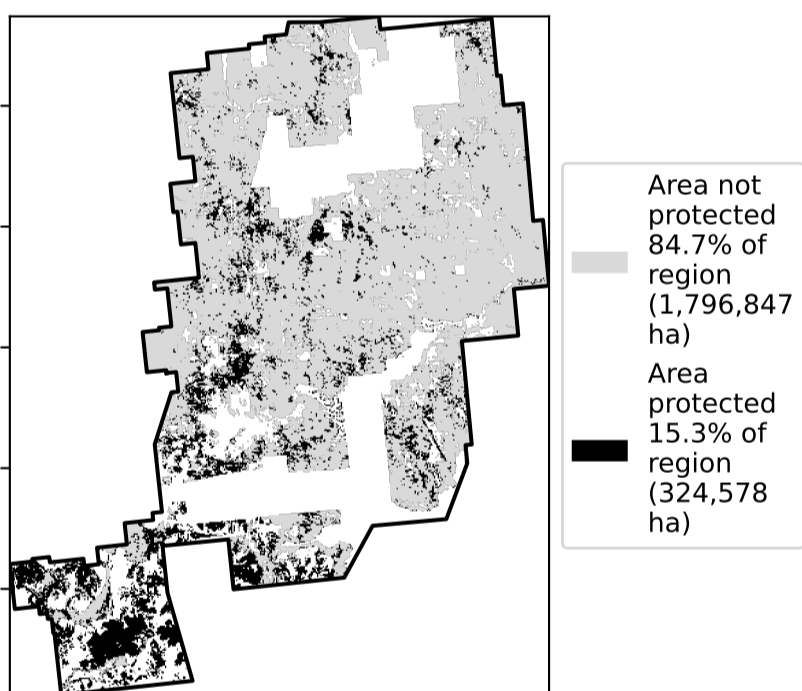 Area not
protected
84.7% of
region
(1,796,847
ha)
Area
protected
15.3% of
region
(324,578
ha)